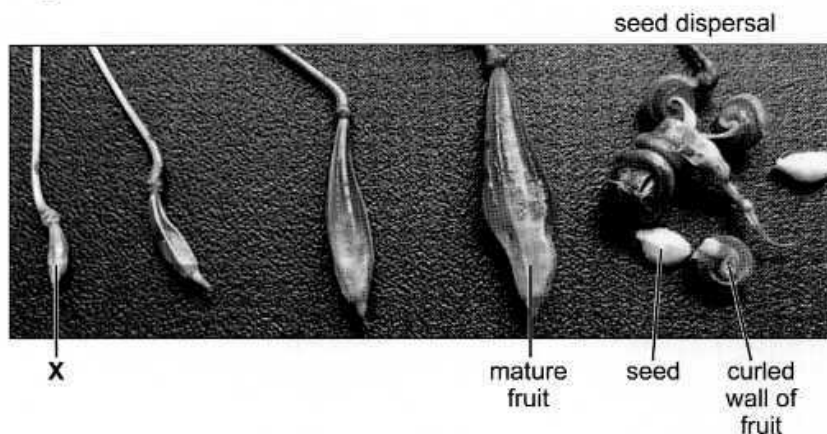 seed dispersal
X
mature
fruit
seed
curled
wall of
fruit